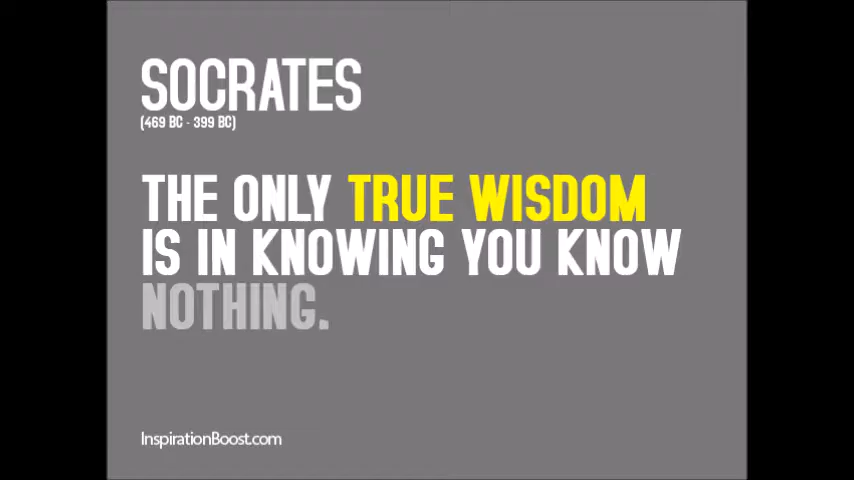 SOCRATES
(469 BC - 399 BC)
THE ONLY TRUE WISDOM
IS IN KNOWING YOU KNOW
NOTHING.
InspirationBoost.com